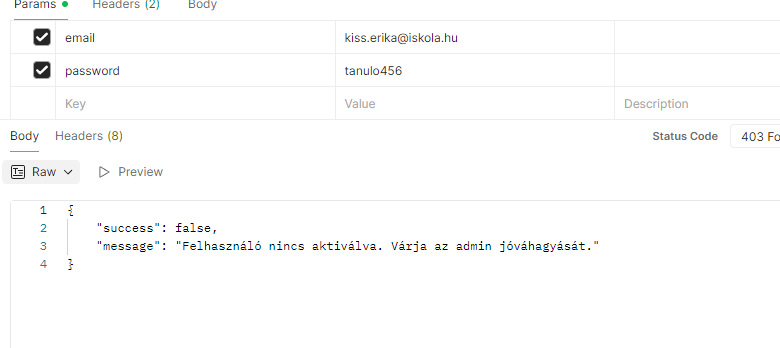 Params Headers (2) Body
email kiss.erika@iskola.hu
password tanulo456
Key Value Description
Body Headers (8) Status Code 403 Fo
Raw Preview
1 {
2 "success": false,
3 "message": "Felhasználó nincs aktiválva. Várja az admin jóváhagyását."
4 }